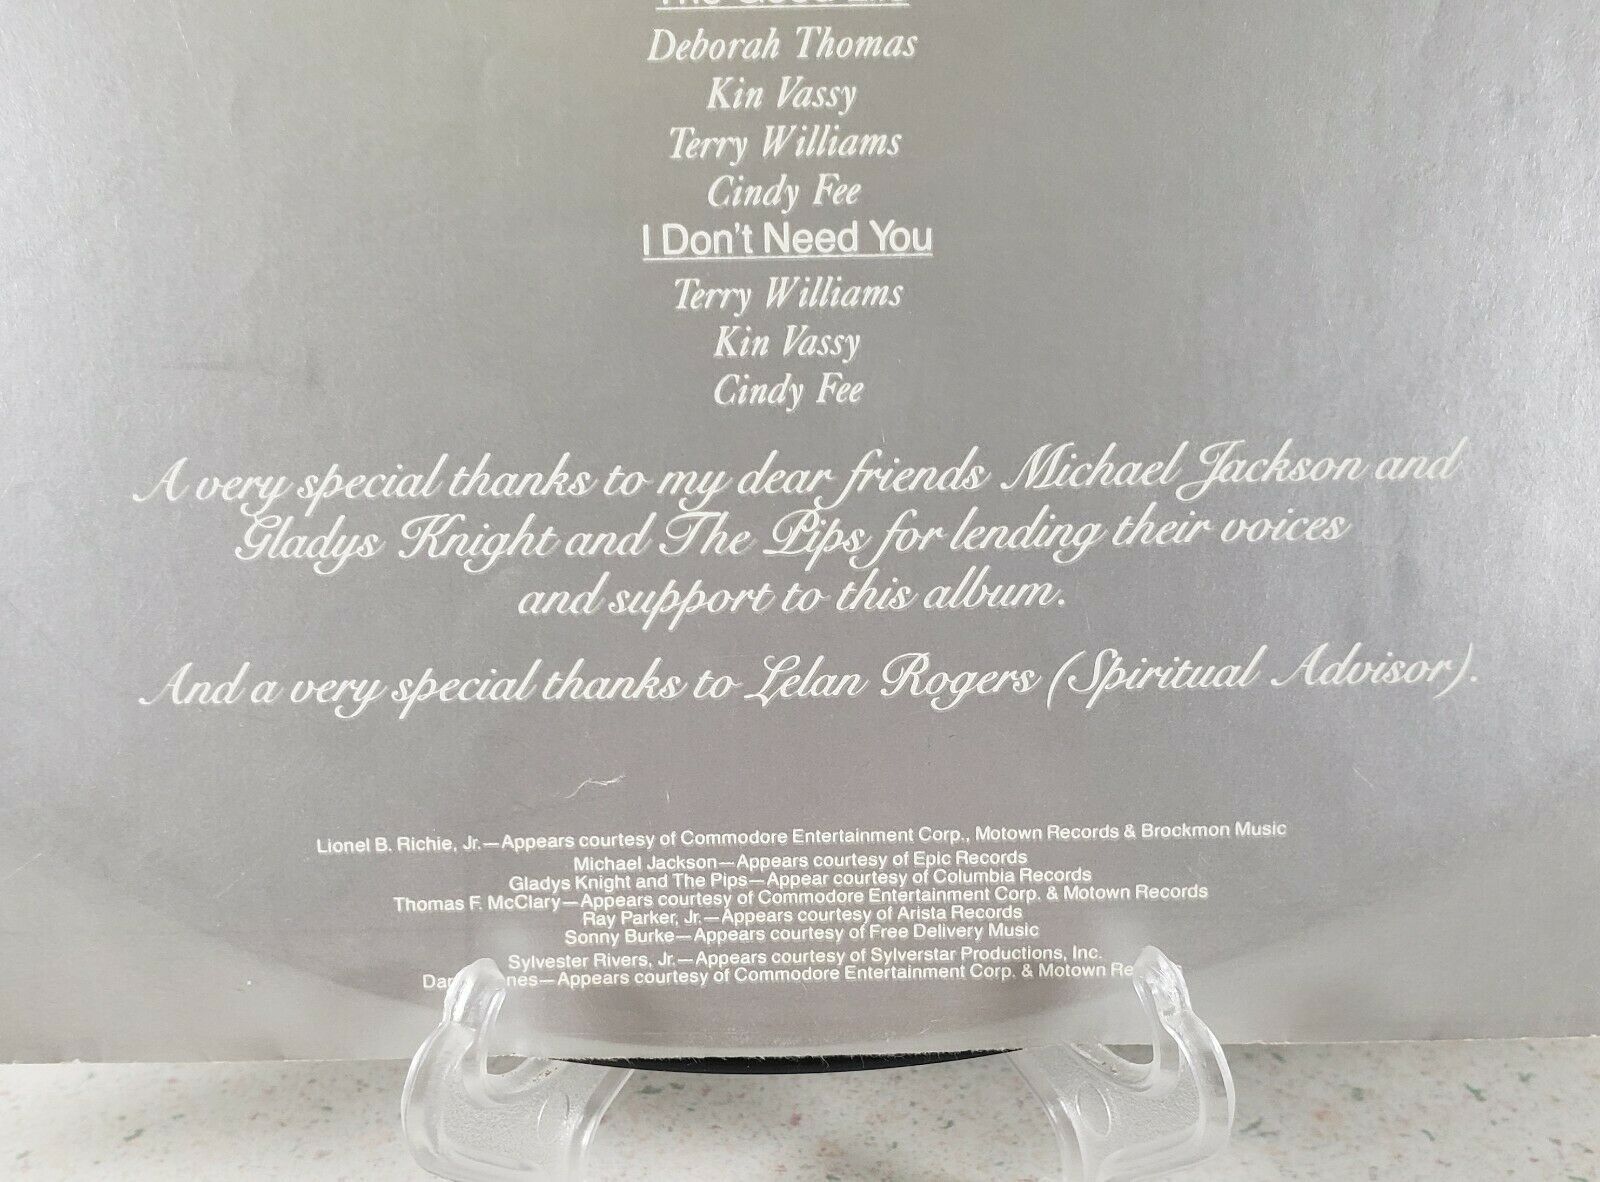 The Good Life
Deborah Thomas
Kin Vassy
Terry Williams
Cindy Fee
I Don't Need You
Terry Williams
Kin Vassy
Cindy Fee
A very special thanks to my dear friends Michael Jackson and
Gladys Knight and The Pips for lending their voices
and support to this album.
And a very special thanks to Lelan Rogers (Spiritual Advisor).
Lionel B. Richie, Jr.—Appears courtesy of Commodore Entertainment Corp., Motown Records & Brockmon Music
Michael Jackson—Appears courtesy of Epic Records
Gladys Knight and The Pips—Appear courtesy of Columbia Records
Thomas F. McClary—Appears courtesy of Commodore Entertainment Corp. & Motown Records
Ray Parker, Jr.—Appears courtesy of Arista Records
Sonny Burke—Appears courtesy of Free Delivery Music
Sylvester Rivers, Jr.—Appears courtesy of Sylverstar Productions, Inc.
Appears courtesy of Commodore Entertainment Corp. & Motown